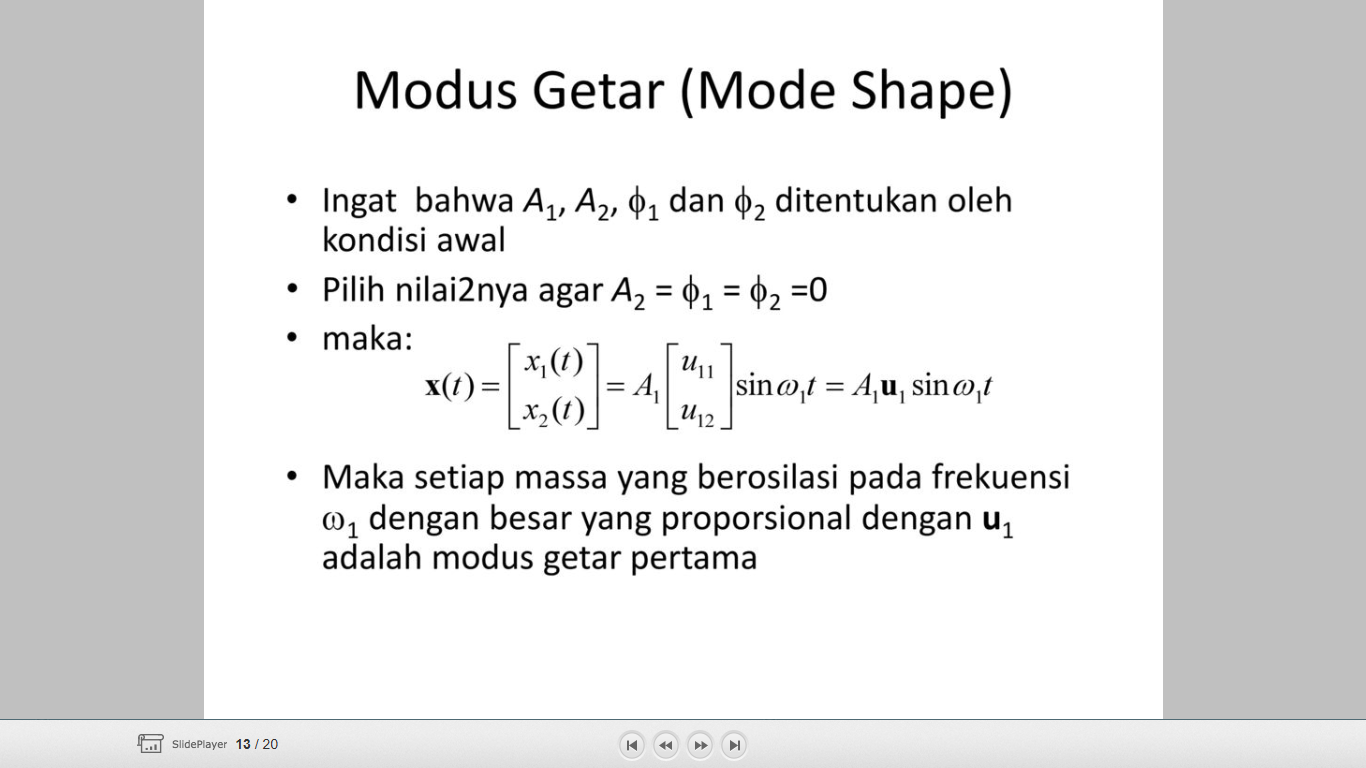 Modus Getar (Mode Shape)
• Ingat bahwa A₁, A₂, ϕ₁ dan ϕ₂ ditentukan oleh
kondisi awal
• Pilih nilai2nya agar A₂ = ϕ₁ = ϕ₂ =0
• maka:
x(t) = [x₁(t) x₂(t)] = A₁ [u₁₁ u₁₂] sin ω₁t = A₁u₁ sin ω₁t
• Maka setiap massa yang berosilasi pada frekuensi
ω₁ dengan besar yang proporsional dengan u₁
adalah modus getar pertama
SlidePlayer 13 / 20